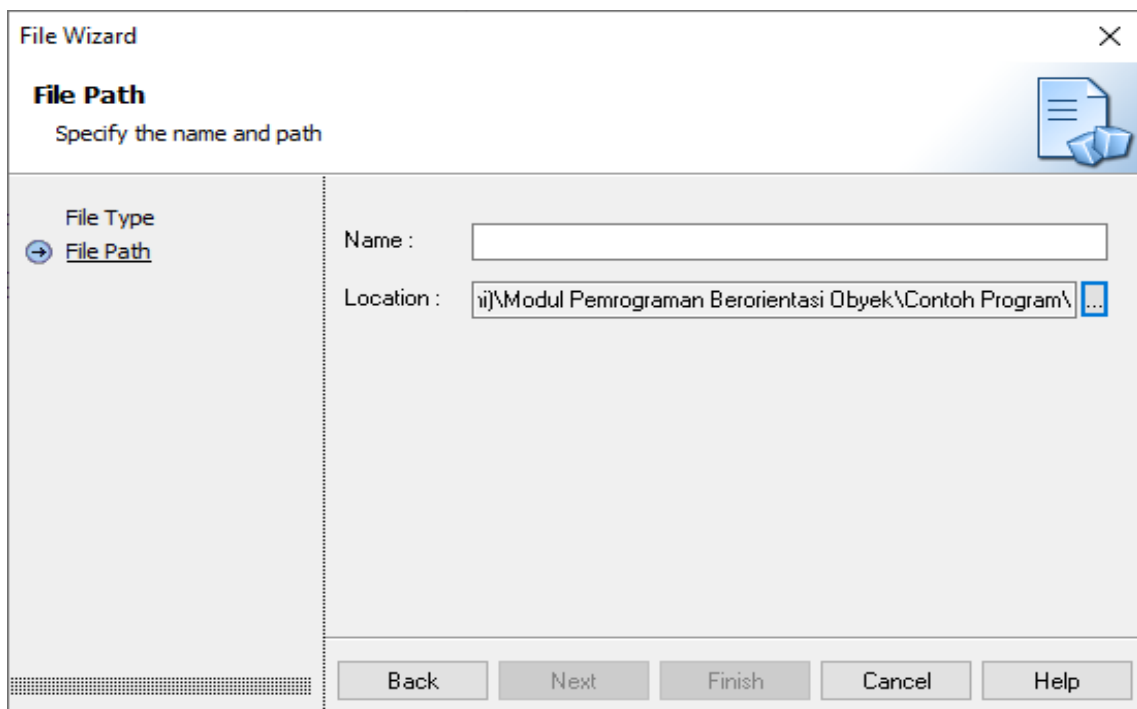 File Wizard
File Path
Specify the name and path
File Type
File Path
Name :
Location :
)\Modul Pemrograman Berorientasi Obyek\Contoh Program\
...
Back
Next
Finish
Cancel
Help